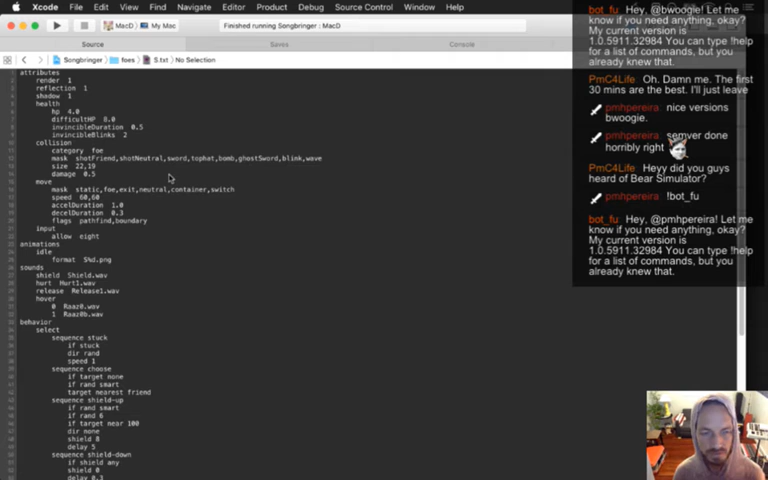 Xcode File Edit View Find Navigate Editor Product Debug Source Control Window Help
MacD My Mac
Finished running Songbringer : MacD
Source Saves Console
Songbringer foes S.txt No Selection
attributes
render 1
reflection 1
shadow 1
health
hp 4.0
difficultHP 8.0
invincibleDuration 0.5
invincibleBlinks 2
collision
category foe
mask shotFriend,shotNeutral,sword,tophat,bomb,ghostSword,blink,wave
size 22,19
damage 0.5
move
mask static,foe,exit,neutral,container,switch
speed 60,60
accelDuration 1.0
decelDuration 0.3
flags pathfind,boundary
input
allow eight
animations
idle
format S%d.png
sounds
shield Shield.wav
hurt Hurt1.wav
release Release1.wav
hover
0 Raaz0.wav
1 Raaz0b.wav
behavior
select
sequence stuck
if stuck
dir rand
speed 1
sequence choose
if target none
if rand smart
target nearest friend
sequence shield-up
if rand smart
if rand 6
if target near 100
dir none
shield 8
delay 5
sequence shield-down
if shield any
shield 0
delay 0.3
bot_fu Hey, @bwoogie! Let me
know if you need anything, okay?
My current version is
1.0.5911.32984 You can type !help
for a list of commands, but you
already knew that.
PmC4Life Oh. Damn me. The first
30 mins are the best. I'll just leave
pmhpereira nice versions
bwoogie.
pmhpereira semver done
horribly right
PmC4Life Heyy did you guys
heard of Bear Simulator?
pmhpereira !bot_fu
bot_fu Hey, @pmhpereira! Let me
know if you need anything, okay?
My current version is
1.0.5911.32984 You can type !help
for a list of commands, but you
already knew that.